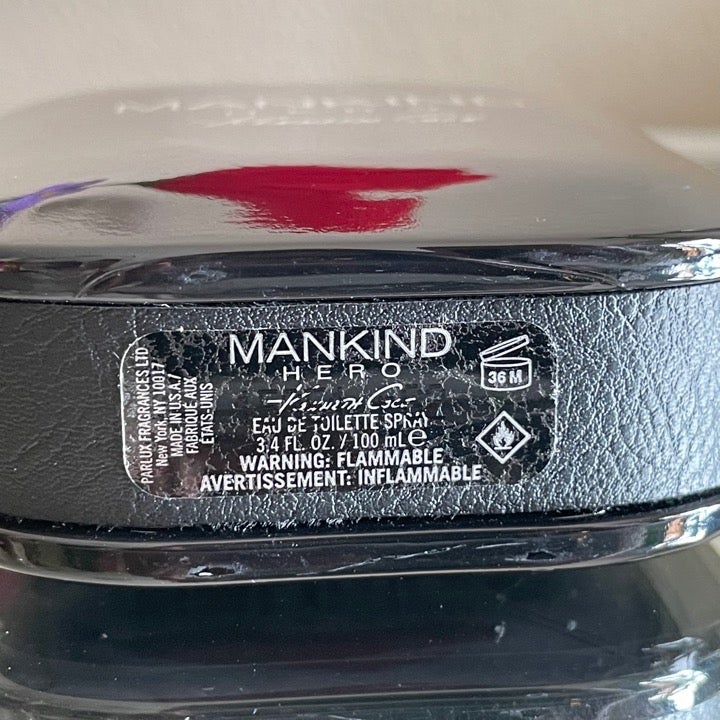 MANKIND
HERO
Kenneth Cole
EAU DE TOILETTE SPRAY
3.4 FL. OZ / 100 mL e
WARNING: FLAMMABLE
AVERTISSEMENT: INFLAMMABLE
PARLUX FRAGRANCES LTD
New York, NY 10017
MADE IN U.S.A./
FABRIQUE AUX
ÉTATS-UNIS
36 M